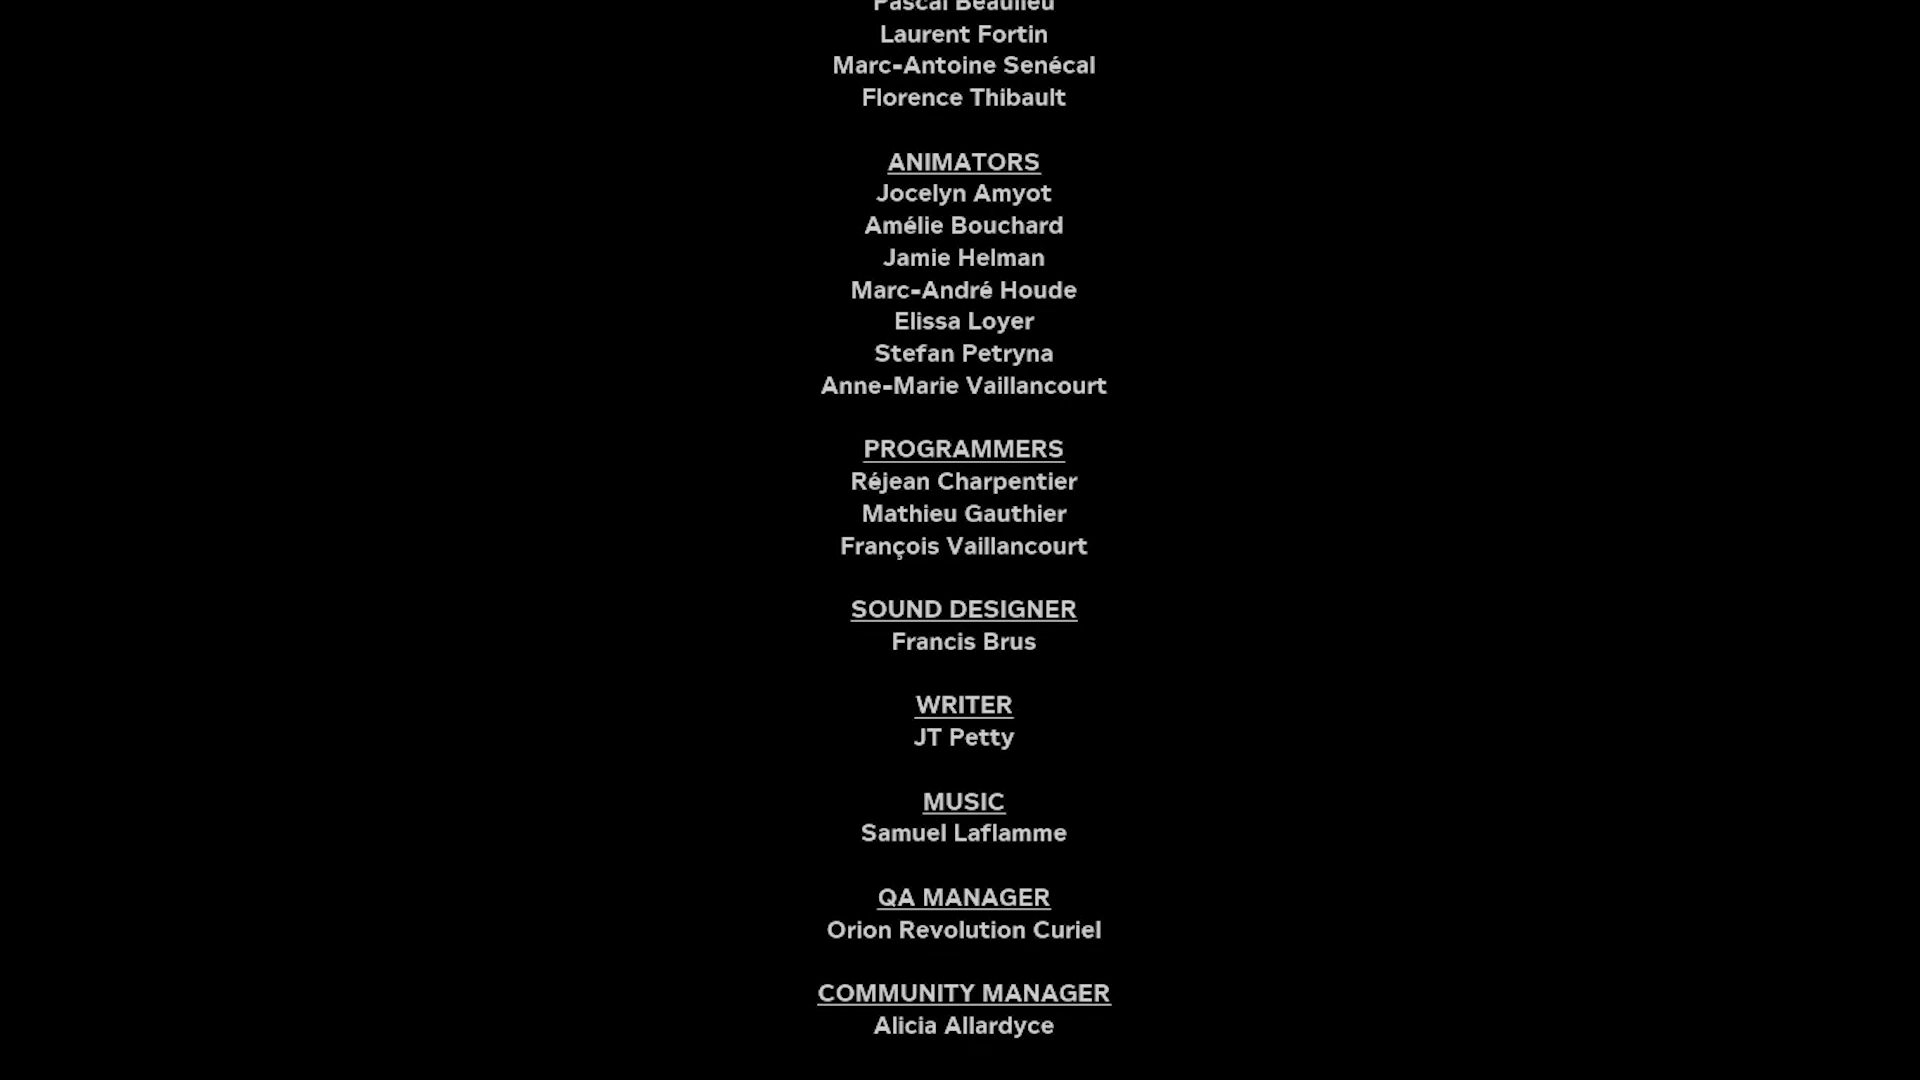 Pascal Beaulieu
Laurent Fortin
Marc-Antoine Senécal
Florence Thibault
ANIMATORS
Jocelyn Amyot
Amélie Bouchard
Jamie Helman
Marc-André Houde
Elissa Loyer
Stefan Petryna
Anne-Marie Vaillancourt
PROGRAMMERS
Réjean Charpentier
Mathieu Gauthier
François Vaillancourt
SOUND DESIGNER
Francis Brus
WRITER
JT Petty
MUSIC
Samuel Laflamme
QA MANAGER
Orion Revolution Curiel
COMMUNITY MANAGER
Alicia Allardyce